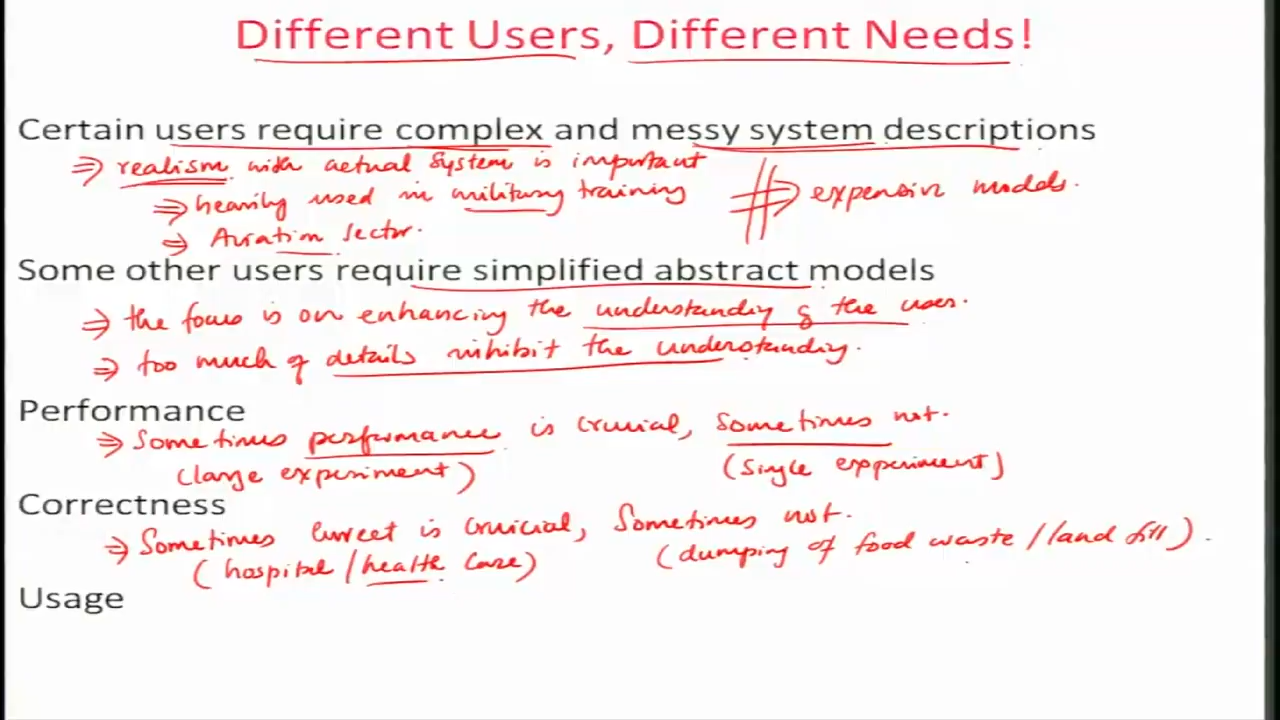 Different Users, Different Needs!
Certain users require complex and messy system descriptions
⇒ realism with actual system is important
⇒ heavily used in military training ⇒ expensive models.
⇒ Aviation sector.
Some other users require simplified abstract models
⇒ the focus is on enhancing the understanding of the user.
⇒ too much of details inhibit the understanding.
Performance
⇒ Sometimes performance is crucial, sometimes not.
(large experiment) (single expperiment)
Correctness
⇒ Sometimes is cruicial, Sometimes not.
(hospital / health care) (dumping of food waste / land fill).
Usage